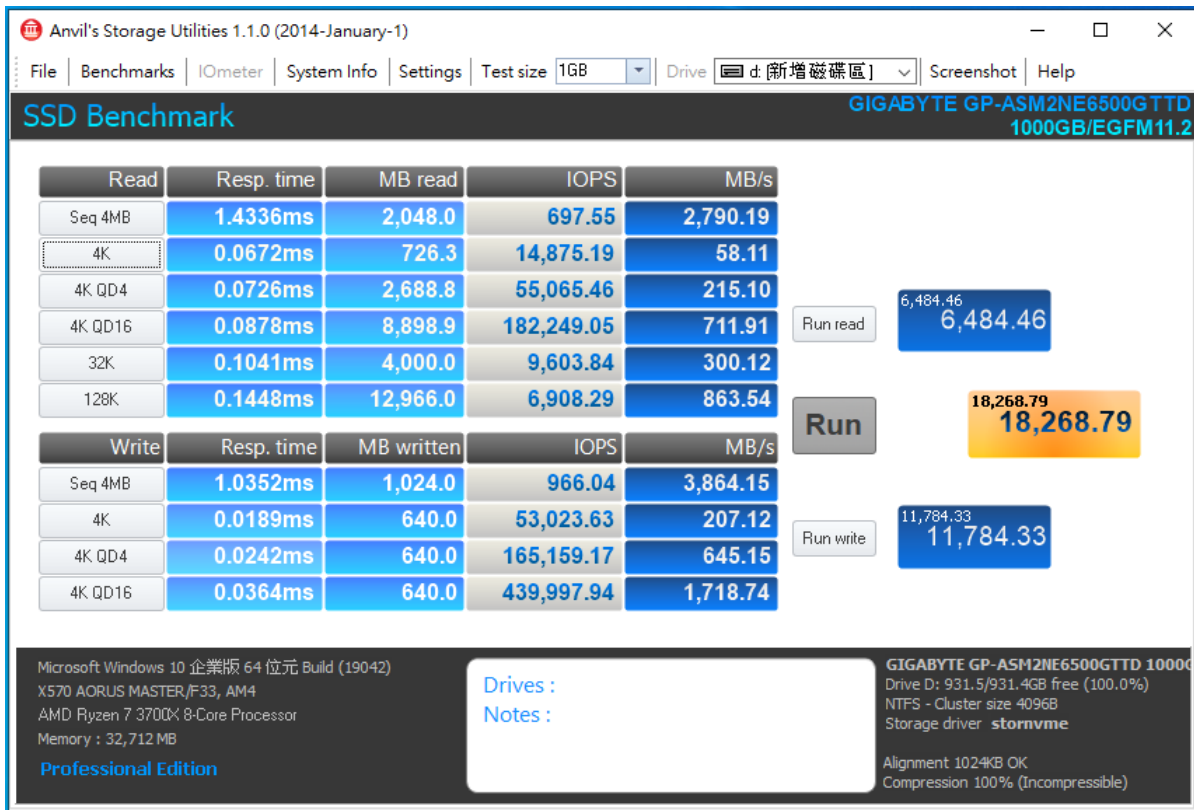 Anvil's Storage Utilities 1.1.0 (2014-January-1)
File Benchmarks IOmeter System Info Settings Test size 1GB Drive d: [新增磁碟區] Screenshot Help
SSD Benchmark
GIGABYTE GP-ASM2NE6500GTTD
1000GB/EGFM11.2
Read Resp. time MB read IOPS MB/s
Seq 4MB 1.4336ms 2,048.0 697.55 2,790.19
4K 0.0672ms 726.3 14,875.19 58.11
4K QD4 0.0726ms 2,688.8 55,065.46 215.10
4K QD16 0.0878ms 8,898.9 182,249.05 711.91
32K 0.1041ms 4,000.0 9,603.84 300.12
128K 0.1448ms 12,966.0 6,908.29 863.54
Run read
6,484.46
6,484.46
Run
18,268.79
18,268.79
Write Resp. time MB written IOPS MB/s
Seq 4MB 1.0352ms 1,024.0 966.04 3,864.15
4K 0.0189ms 640.0 53,023.63 207.12
4K QD4 0.0242ms 640.0 165,159.17 645.15
4K QD16 0.0364ms 640.0 439,997.94 1,718.74
Run write
11,784.33
11,784.33
Microsoft Windows 10 企業版 64 位元 Build (19042)
X570 AORUS MASTER/F33, AM4
AMD Ryzen 7 3700X 8-Core Processor
Memory : 32,712 MB
Professional Edition
Drives :
Notes :
GIGABYTE GP-ASM2NE6500GTTD 1000G
Drive D: 931.5/931.4GB free (100.0%)
NTFS - Cluster size 4096B
Storage driver stornvme
Alignment 1024KB OK
Compression 100% (Incompressible)